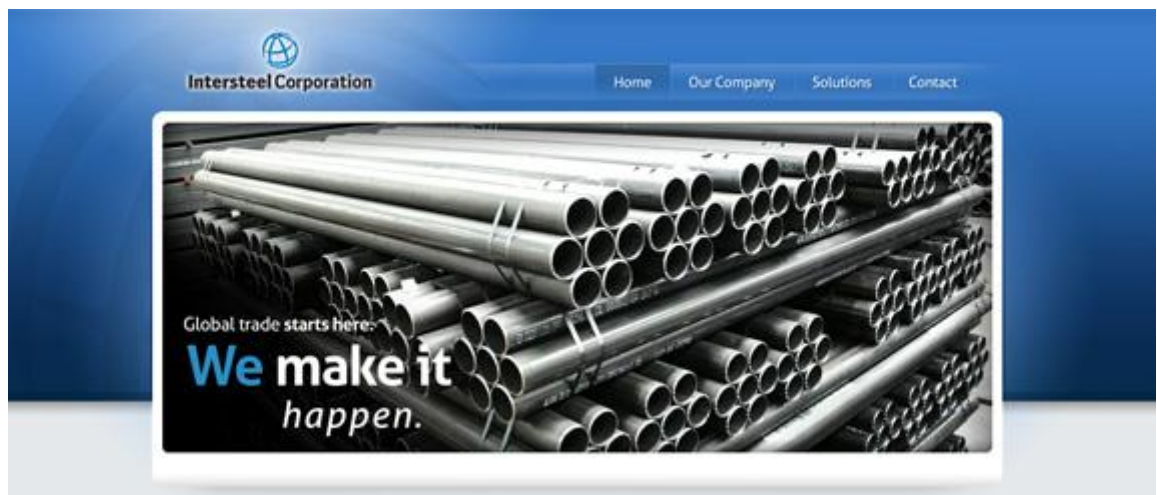 Intersteel Corporation
Home Our Company Solutions Contact
Global trade starts here.
We make it
happen.